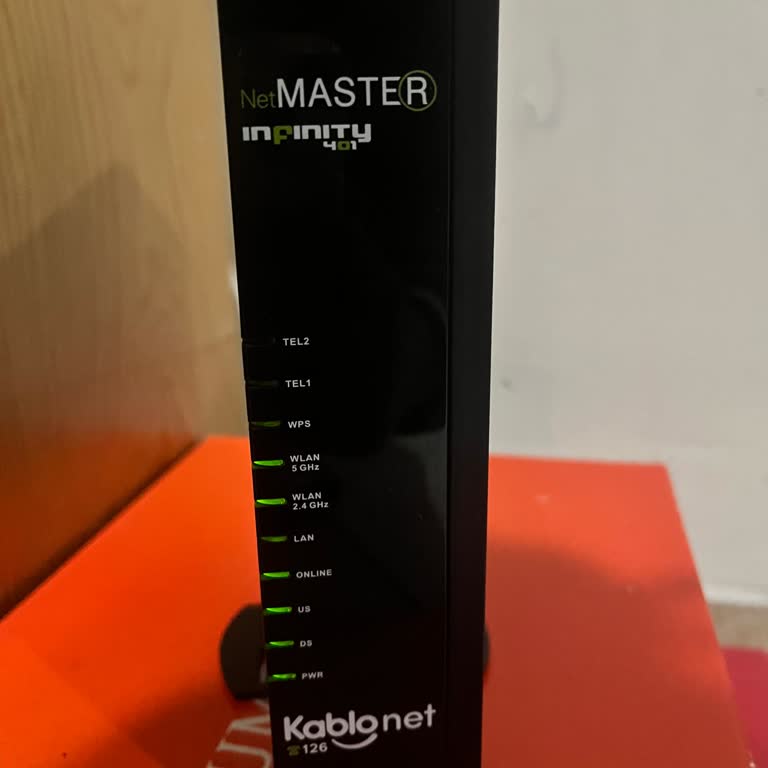 NetMASTER
INFINITY
401
TEL2
TEL1
WPS
WLAN
5 GHz
WLAN
2.4 GHz
LAN
ONLINE
US
DS
PWR
Kablonet
☎126